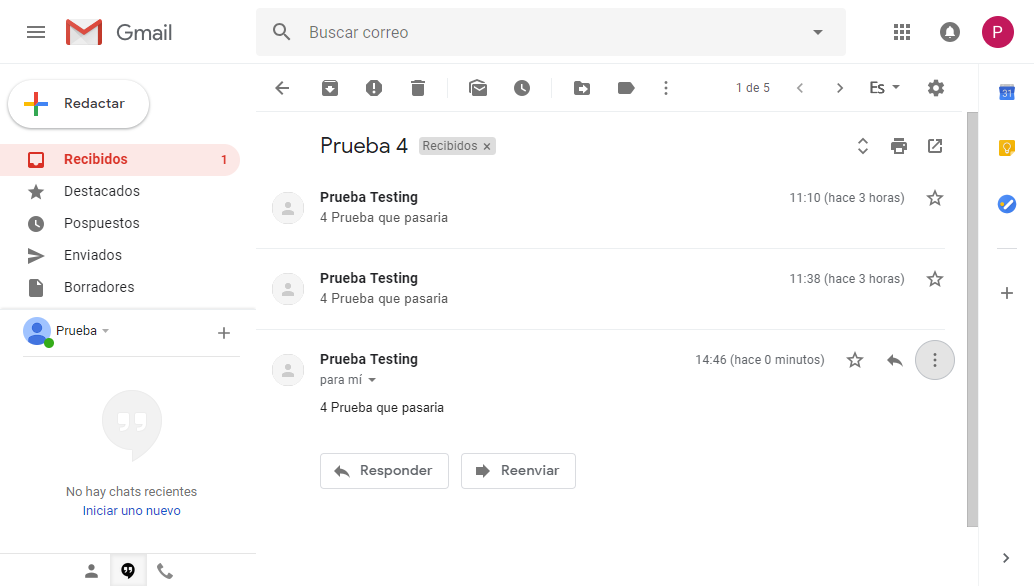 Gmail
Buscar correo
P
Redactar
1 de 5
Es
31
Recibidos 1
Destacados
Pospuestos
Enviados
Borradores
Prueba
No hay chats recientes
Iniciar uno nuevo
Prueba 4 Recibidos ×
Prueba Testing 11:10 (hace 3 horas)
4 Prueba que pasaria
Prueba Testing 11:38 (hace 3 horas)
4 Prueba que pasaria
Prueba Testing 14:46 (hace 0 minutos)
para mí
4 Prueba que pasaria
Responder Reenviar